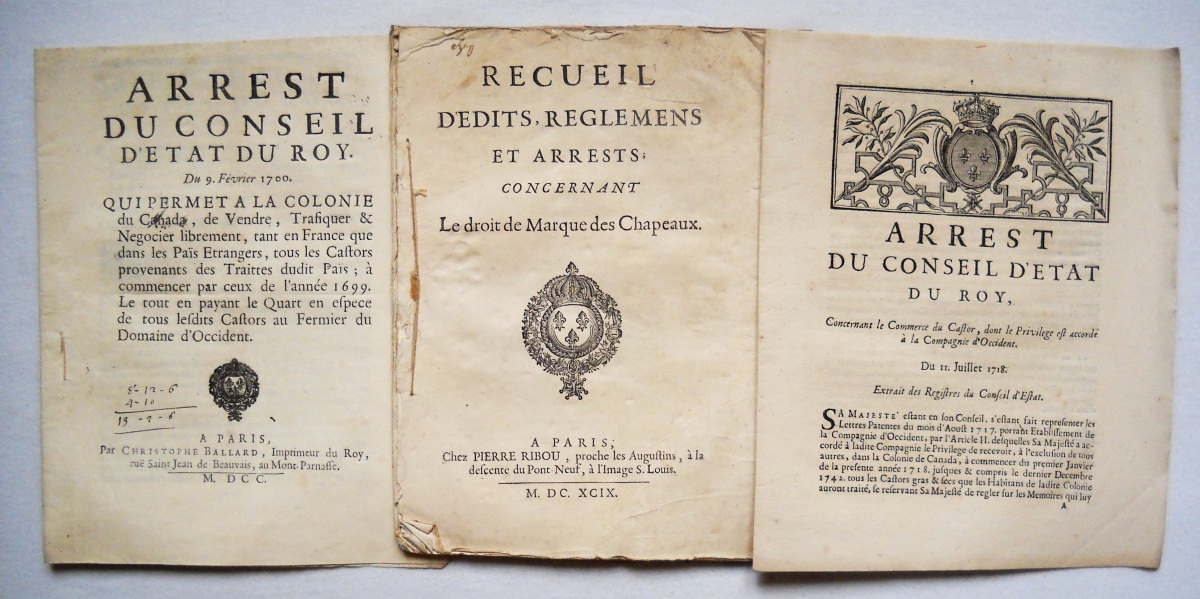 ARREST
DU CONSEIL
D'ETAT DU ROY.
Du 9. Février 1700.
QUI PERMET A LA COLONIE
du Canada, de Vendre, Trafiquer &
Negocier librement, tant en France que
dans les Païs Etrangers, tous les Caſtors
provenants des Traittes dudit Païs ; à
commencer par ceux de l'année 1699.
Le tout en payant le Quart en eſpece
de tous leſdits Caſtors au Fermier du
Domaine d'Occident.
4-10
A PARIS,
Par CHRISTOPHE BALLARD, Imprimeur du Roy,
ruë Saint Jean de Beauvais, au Mont-Parnaſſe.
M. DCC.
RECUEIL
D'EDITS, REGLEMENS
ET ARRESTS;
CONCERNANT
Le droit de Marque des Chapeaux.
A PARIS,
Chez PIERRE RIBOU, proche les Auguſtins, à la
deſcente du Pont-Neuf, à l'Image S. Louis.
M. DC. XCIX.
ARREST
DU CONSEIL D'ETAT
DU ROY,
Concernant le Commerce du Caſtor, dont le Privilege eſt accordé
à la Compagnie d'Occident.
Du 11. Juillet 1718.
Extrait des Regiſtres du Conſeil d'Eſtat.
SA MAJESTE' eſtant en ſon Conſeil, s'eſtant fait repreſenter les
Lettres Patentes du mois d'Aouſt 1717. portant Etabliſſement de
la Compagnie d'Occident, par l'Article II. deſquelles Sa Majeſté a ac-
cordé à ladite Compagnie le Privilege de recevoir, à l'excluſion de tous
autres, dans la Colonie de Canada, à commencer du premier Janvier
de la preſente année 1718. juſques & compris le dernier Decembre
1742. tous les Caſtors gras & ſecs que les Habitans de ladite Colonie
auront traité, ſe reſervant Sa Majeſté de regler ſur les Memoires qui luy
A